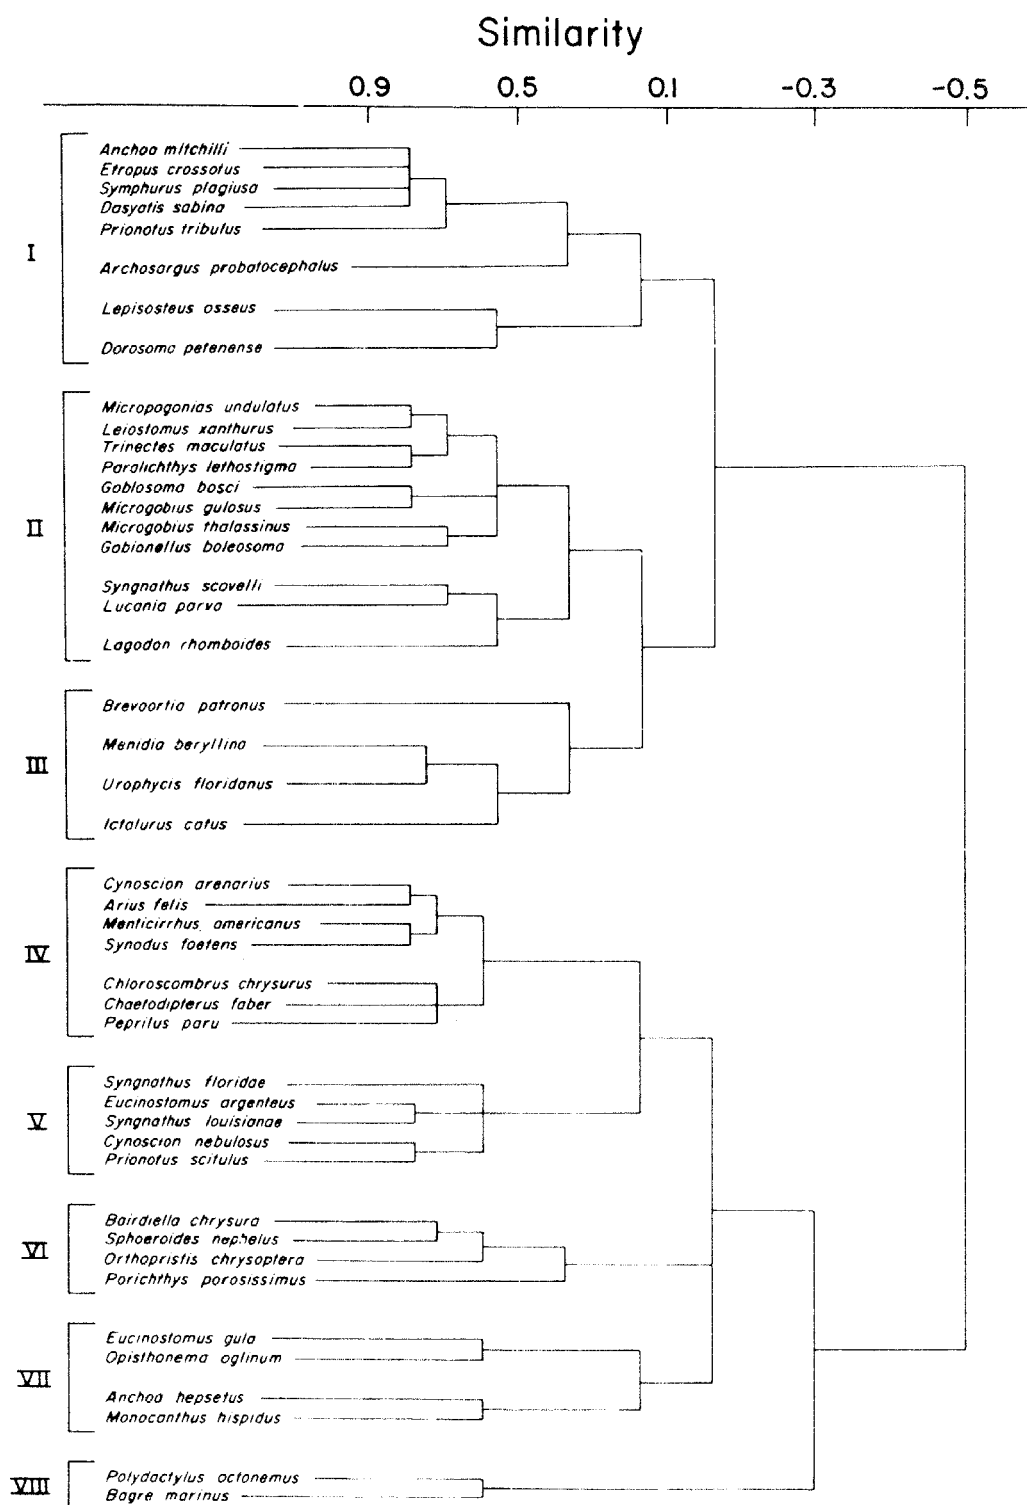 Similarity
0.9 0.5 0.1 -0.3 -0.5
I
Anchoa mitchilli
Etropus crossotus
Symphurus plagiusa
Dasyatis sabina
Prionotus tribulus
Archosargus probatocephalus
Lepisosteus osseus
Dorosoma petenense
II
Micropogonias undulatus
Leiostomus xanthurus
Trinectes maculatus
Paralichthys lethostigma
Gobiosoma bosci
Microgobius gulosus
Microgobius thalassinus
Gobionellus boleosoma
Syngnathus scovelli
Lucania parva
Lagodon rhomboides
III
Brevoortia patronus
Menidia beryllina
Urophycis floridanus
Ictalurus catus
IV
Cynoscion arenarius
Arius felis
Menticirrhus americanus
Synodus foetens
Chloroscombrus chrysurus
Chaetodipterus faber
Peprilus paru
V
Syngnathus floridae
Eucinostomus argenteus
Syngnathus louisianae
Cynoscion nebulosus
Prionotus scitulus
VI
Bairdiella chrysura
Sphoeroides nephelus
Orthopristis chrysoptera
Porichthys porosissimus
VII
Eucinostomus gula
Opisthonema oglinum
Anchoa hepsetus
Monocanthus hispidus
VIII
Polydactylus octonemus
Bagre marinus